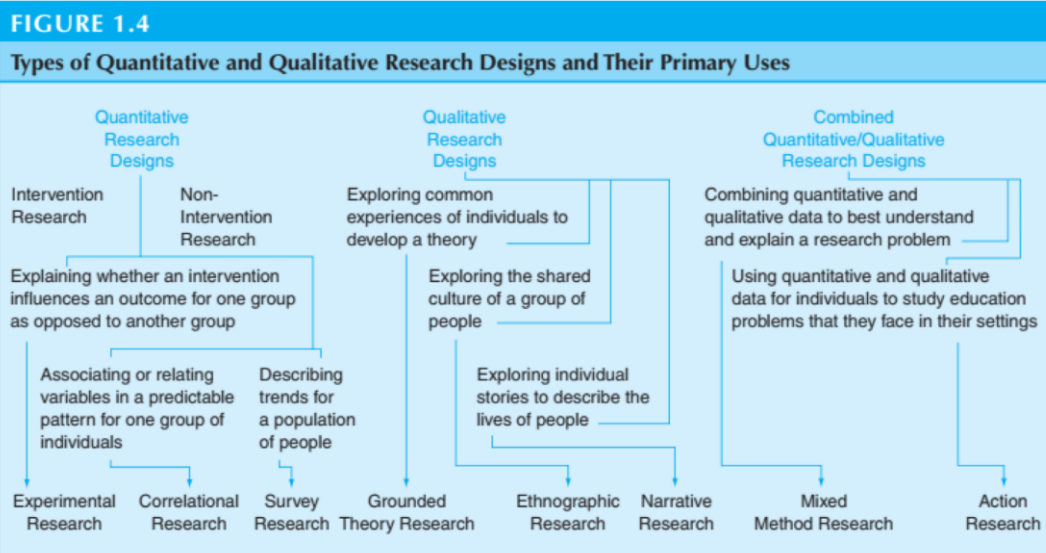 FIGURE 1.4
Types of Quantitative and Qualitative Research Designs and Their Primary Uses
Quantitative
Research
Designs
Intervention
Research
Non-
Intervention
Research
Explaining whether an intervention
influences an outcome for one group
as opposed to another group
Associating or relating
variables in a predictable
pattern for one group of
individuals
Describing
trends for
a population
of people
Experimental
Research
Correlational
Research
Survey
Research
Qualitative
Research
Designs
Exploring common
experiences of individuals to
develop a theory
Exploring the shared
culture of a group of
people
Exploring individual
stories to describe the
lives of people
Grounded
Theory Research
Ethnographic
Research
Narrative
Research
Combined
Quantitative/Qualitative
Research Designs
Combining quantitative and
qualitative data to best understand
and explain a research problem
Using quantitative and qualitative
data for individuals to study education
problems that they face in their settings
Mixed
Method Research
Action
Research